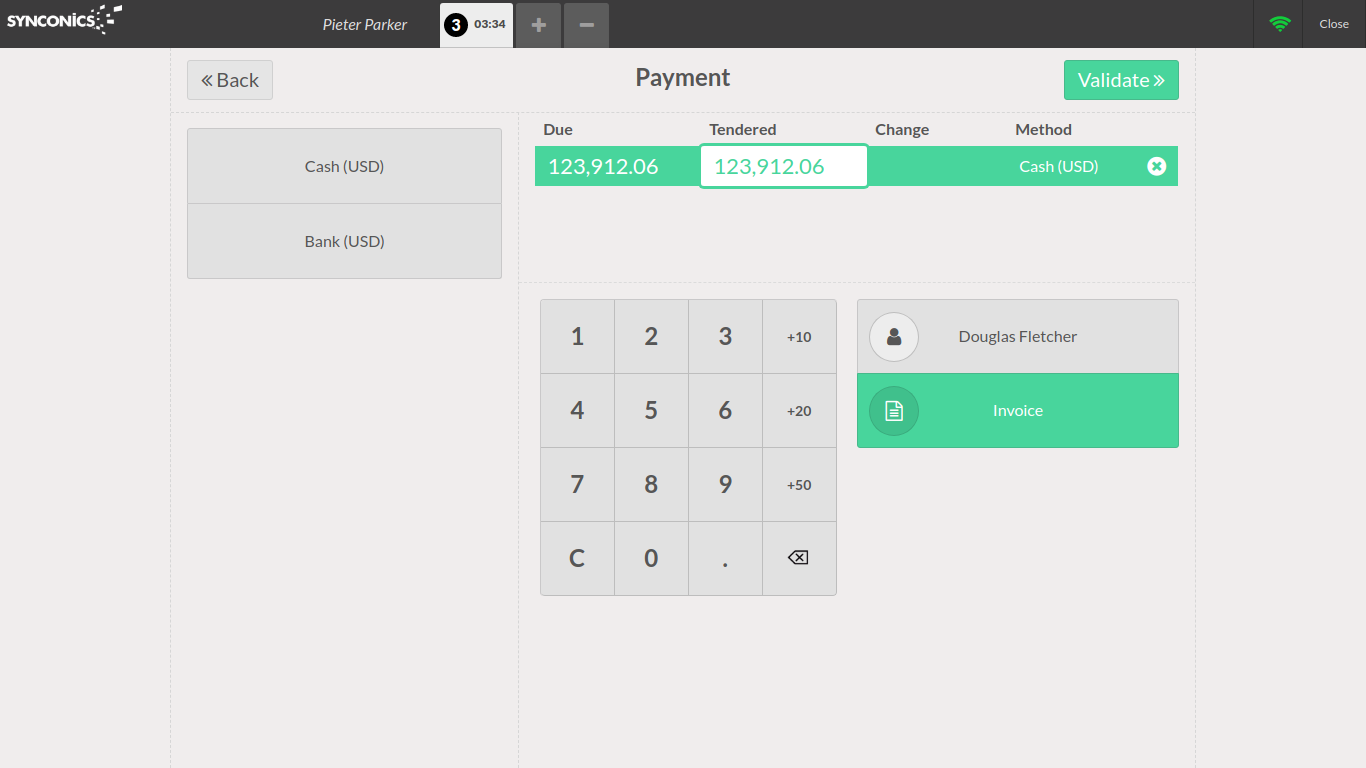 SYNCONICS
Pieter Parker
3 03:34
+ −
Close
« Back
Payment
Validate »
Cash (USD)
Bank (USD)
Due Tendered Change Method
123,912.06 123,912.06 Cash (USD)
1 2 3 +10
4 5 6 +20
7 8 9 +50
C 0 .
Douglas Fletcher
Invoice